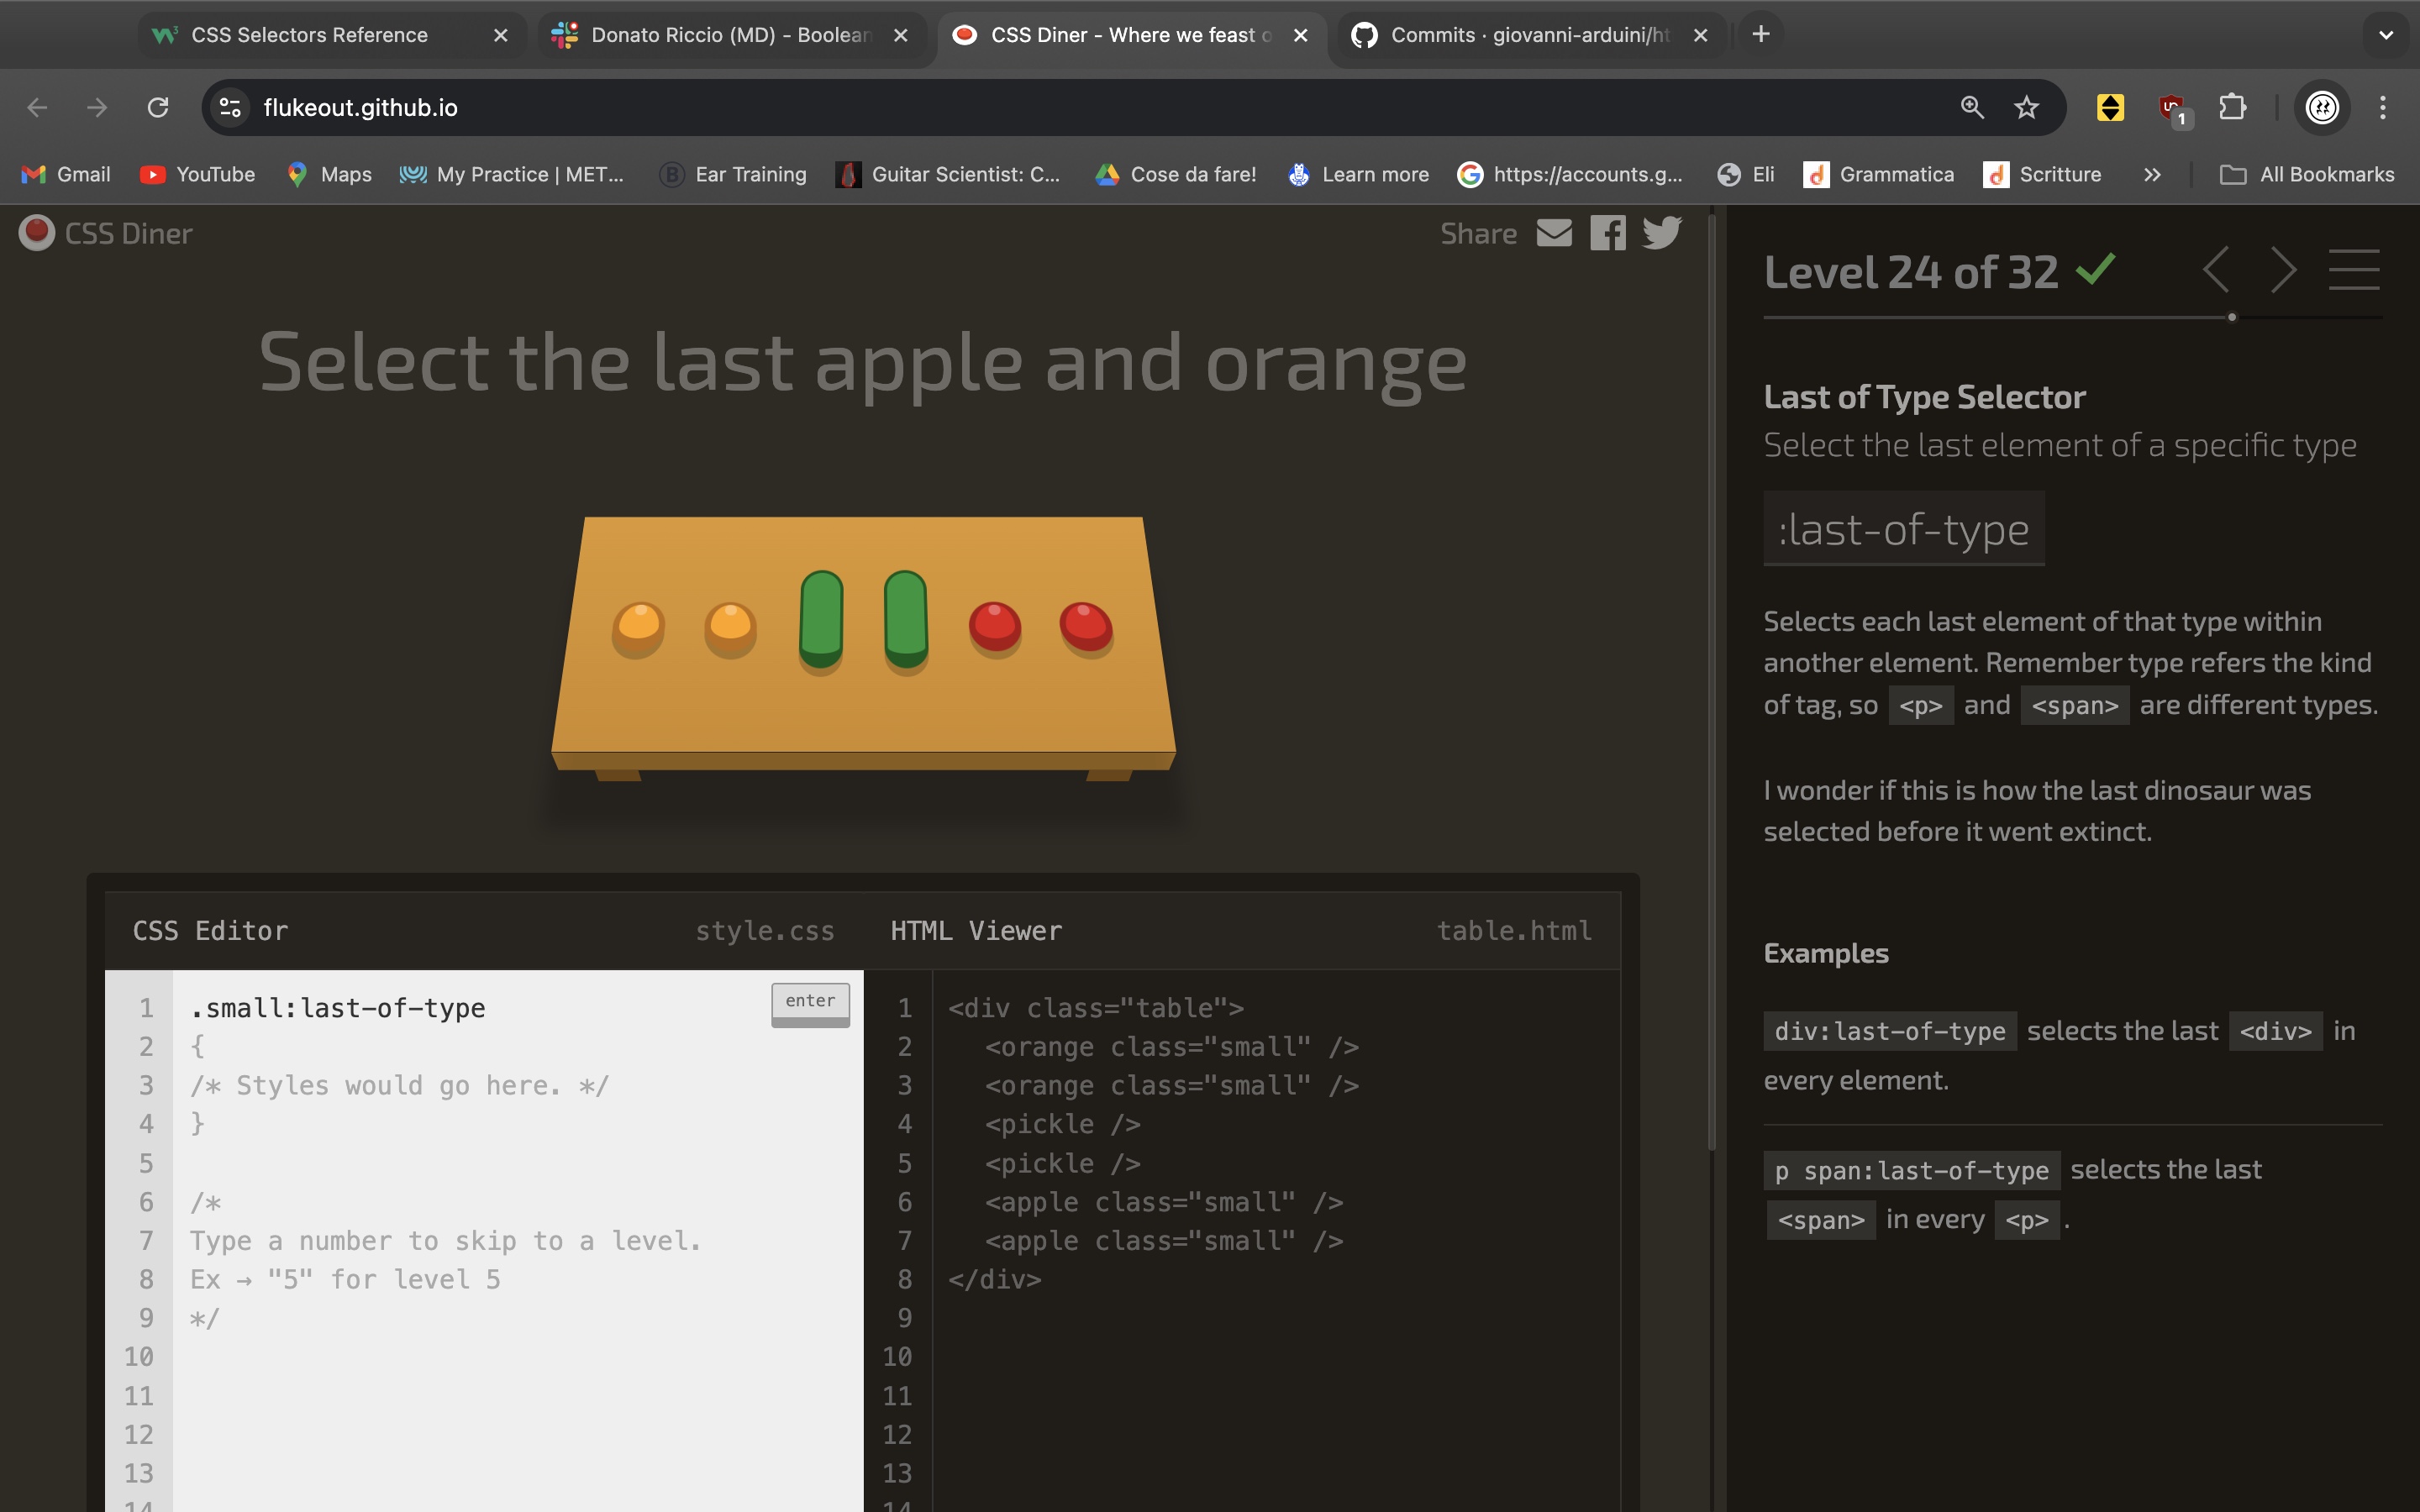 CSS Selectors Reference
Donato Riccio (MD) - Boolean
CSS Diner - Where we feast o
Commits · giovanni-arduini/ht
flukeout.github.io
1
Gmail
YouTube
Maps
My Practice | MET...
Ear Training
Guitar Scientist: C...
Cose da fare!
Learn more
https://accounts.g...
Eli
Grammatica
Scritture
All Bookmarks
CSS Diner
Share
Select the last apple and orange
CSS Editor
style.css
1 .small:last-of-type
enter
2 {
3 /* Styles would go here. */
4 }
5
6 /*
7 Type a number to skip to a level.
8 Ex → "5" for level 5
9 */
10
11
12
13
14
HTML Viewer
table.html
1 <div class="table">
2 <orange class="small" />
3 <orange class="small" />
4 <pickle />
5 <pickle />
6 <apple class="small" />
7 <apple class="small" />
8 </div>
9
10
11
12
13
14
Level 24 of 32
Last of Type Selector
Select the last element of a specific type
:last-of-type
Selects each last element of that type within
another element. Remember type refers the kind
of tag, so <p> and <span> are different types.
I wonder if this is how the last dinosaur was
selected before it went extinct.
Examples
div:last-of-type selects the last <div> in
every element.
p span:last-of-type selects the last
<span> in every <p> .